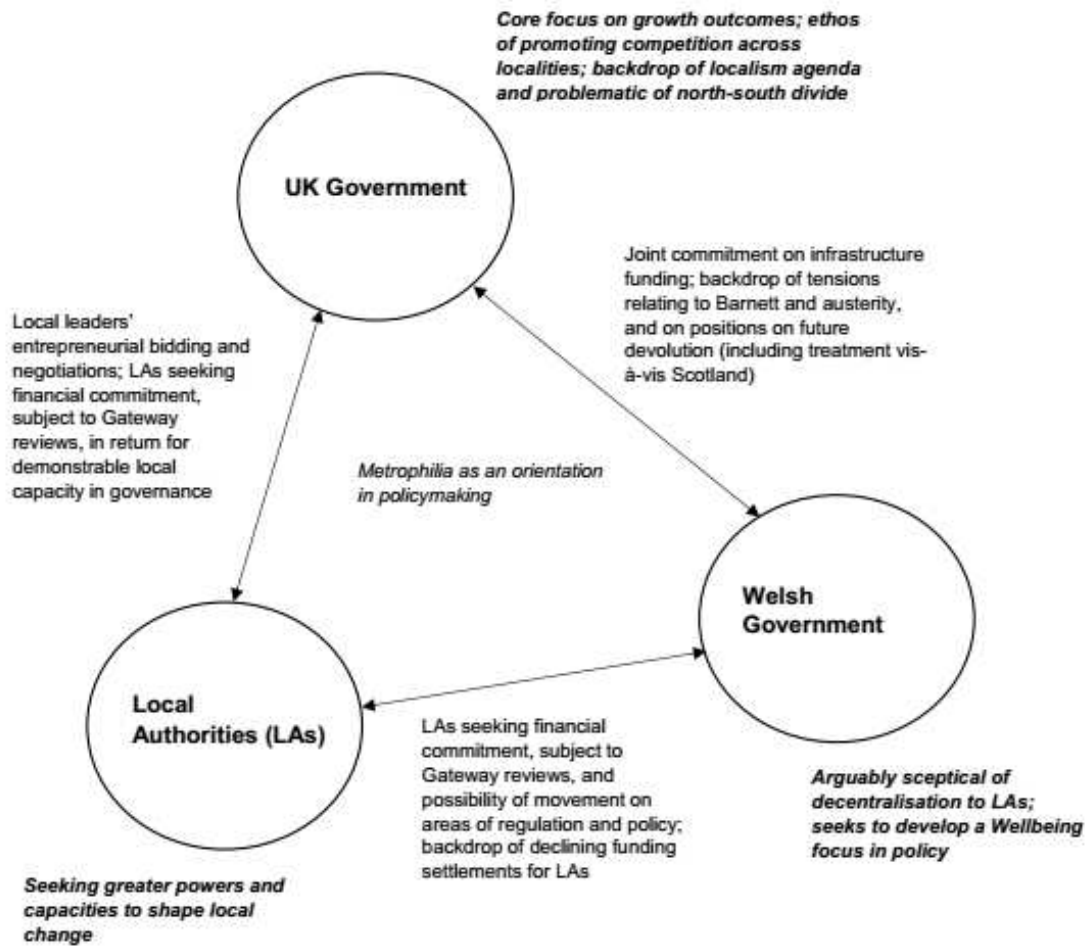 Core focus on growth outcomes; ethos
of promoting competition across
localities; backdrop of localism agenda
and problematic of north-south divide
UK Government
Joint commitment on infrastructure
funding; backdrop of tensions
relating to Barnett and austerity,
and on positions on future
devolution (including treatment vis-
à-vis Scotland)
Local leaders'
entrepreneurial bidding and
negotiations; LAs seeking
financial commitment,
subject to Gateway
reviews, in return for
demonstrable local
capacity in governance
Metrophilia as an orientation
in policymaking
Welsh
Government
Local
Authorities (LAs)
LAs seeking financial
commitment, subject to
Gateway reviews, and
possibility of movement on
areas of regulation and policy;
backdrop of declining funding
settlements for LAs
Arguably sceptical of
decentralisation to LAs;
seeks to develop a Wellbeing
focus in policy
Seeking greater powers and
capacities to shape local
change